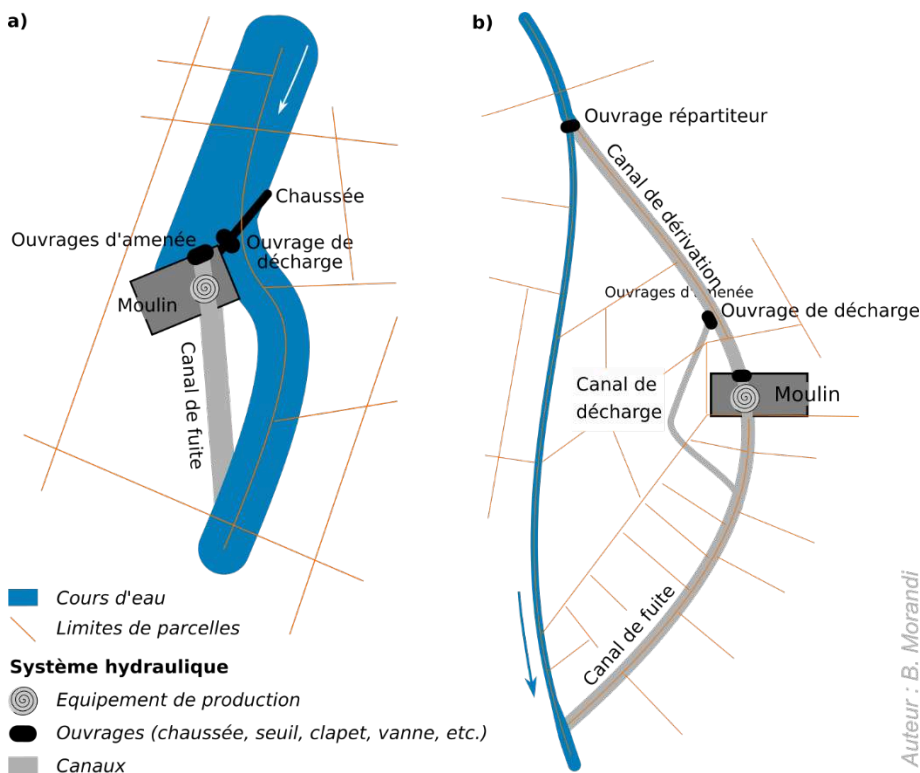 a)
Chaussée
Ouvrages d'amenée
Ouvrage de
décharge
Moulin
Canal de fuite
b)
Ouvrage répartiteur
Canal de dérivation
Ouvrages d'amenée
Ouvrage de décharge
Canal de
décharge
Moulin
Canal de fuite
Cours d'eau
Limites de parcelles
Système hydraulique
Equipement de production
Ouvrages (chaussée, seuil, clapet, vanne, etc.)
Canaux
Auteur : B. Morandi